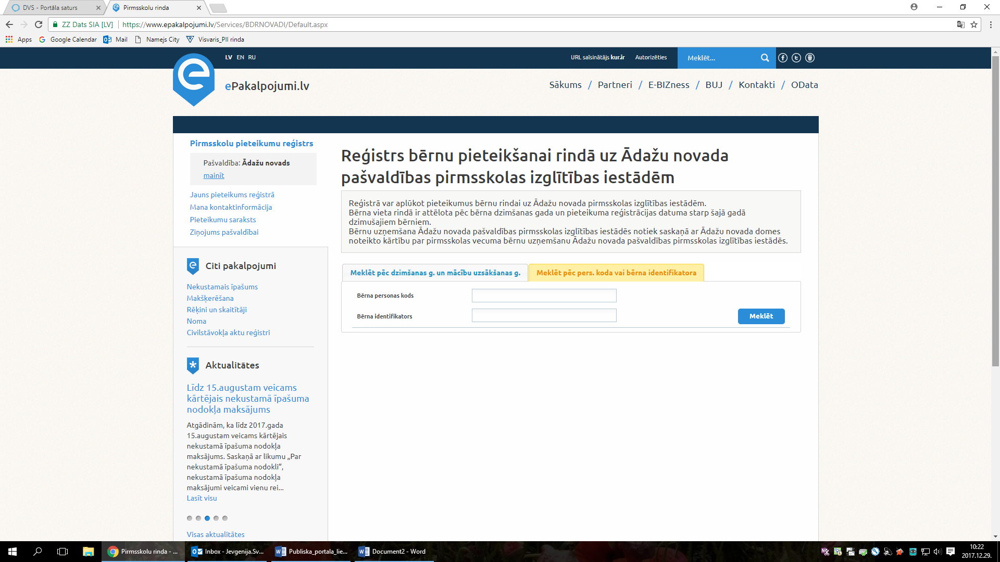 DVS - Portāla saturs
Pirmsskolu rinda
ZZ Dats SIA [LV]
https://www.epakalpojumi.lv/Services/BDRNOVADI/Default.aspx
Apps
Google Calendar
Mail
Namejs City
Visvaris_PII rinda
LV EN RU
URL saīsinātājs kur.ir
Autorizēties
Meklēt...
ePakalpojumi.lv
Sākums / Partneri / E-BIZness / BUJ / Kontakti / OData
Pirmsskolu pieteikumu reģistrs
Pašvaldība: Ādažu novads
mainīt
Jauns pieteikums reģistrā
Mana kontaktinformācija
Pieteikumu saraksts
Ziņojums pašvaldībai
Citi pakalpojumi
Nekustamais īpašums
Makšķerēšana
Rēķini un skaitītāji
Noma
Civilstāvokļa aktu reģistri
Aktualitātes
Līdz 15.augustam veicams
kārtējais nekustamā īpašuma
nodokļa maksājums
Atgādinām, ka līdz 2017.gada
15.augustam veicams kārtējais
nekustamā īpašuma nodokļa
maksājums. Saskaņā ar likumu „Par
nekustamā īpašuma nodokli”,
nekustamā īpašuma nodokļa
maksājumi veicami vienu rei...
Lasīt visu
Visas aktualitātes
Reģistrs bērnu pieteikšanai rindā uz Ādažu novada
pašvaldības pirmsskolas izglītības iestādēm
Reģistrā var aplūkot pieteikumus bērnu rindai uz Ādažu novada pirmsskolas izglītības iestādēm.
Bērna vieta rindā ir attēlota pēc bērna dzimšanas gada un pieteikuma reģistrācijas datuma starp šajā gadā
dzimušajiem bērniem.
Bērnu uzņemšana Ādažu novada pašvaldības pirmsskolas izglītības iestādēs notiek saskaņā ar Ādažu novada domes
noteikto kārtību par pirmsskolas vecuma bērnu uzņemšanu Ādažu novada pašvaldības pirmsskolas izglītības iestādēs.
Meklēt pēc dzimšanas g. un mācību uzsākšanas g.
Meklēt pēc pers. koda vai bērna identifikatora
Bērna personas kods
Bērna identifikators
Meklēt
Pirmsskolu rinda - ...
Inbox - Jevgenija.Sv...
Publiska_portala_lie...
Document2 - Word
10:22
2017.12.29.